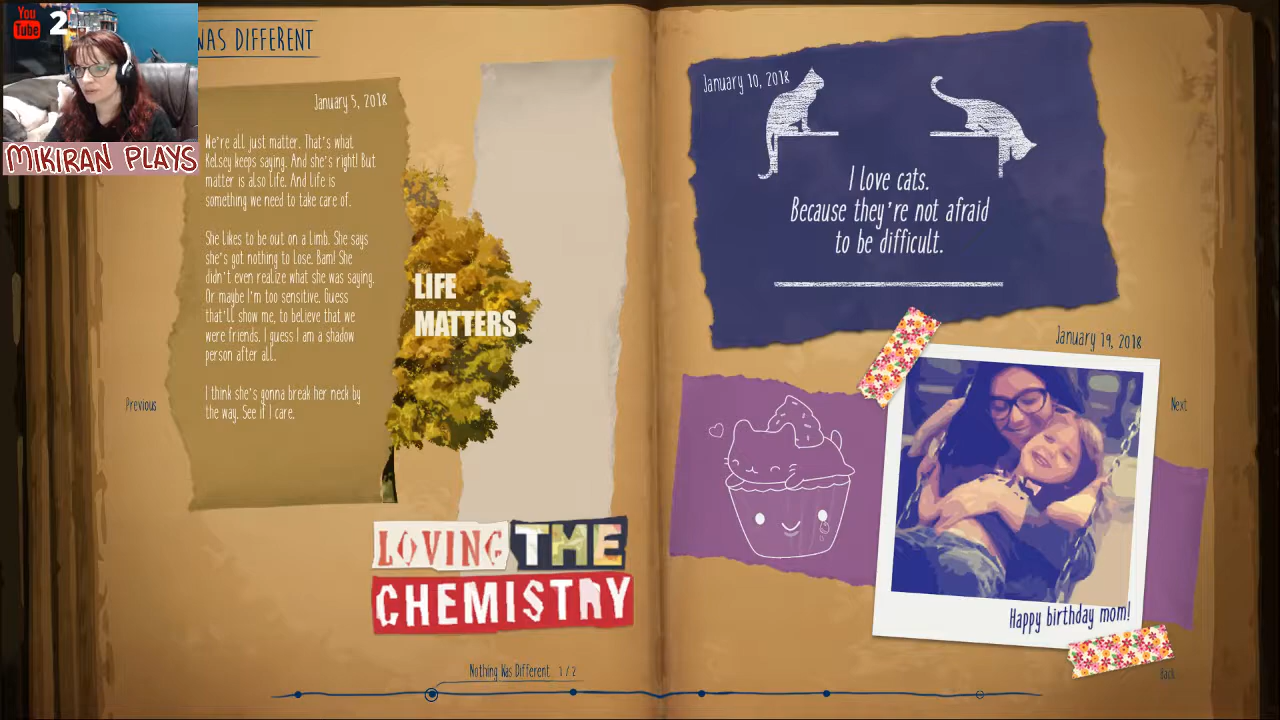 You
Tube
2
WAS DIFFERENT
MIKIRAN PLAYS
January 5, 2018
We're all just matter. That's what
Kelsey keeps saying. And she's right! But
matter is also life. And life is
something we need to take care of.
She likes to be out on a limb. She says
she's got nothing to lose. Bam! She
didn't even realize what she was saying.
Or maybe I'm too sensitive. Guess
that'll show me, to believe that we
were friends. I guess I am a shadow
person after all.
I think she's gonna break her neck by
the way. See if I care.
LIFE
MATTERS
LOVING THE
CHEMISTRY
Previous
January 10, 2018
I love cats.
Because they're not afraid
to be difficult.
January 19, 2018
Happy birthday mom!
Next
Back
Nothing Was Different 1 / 2